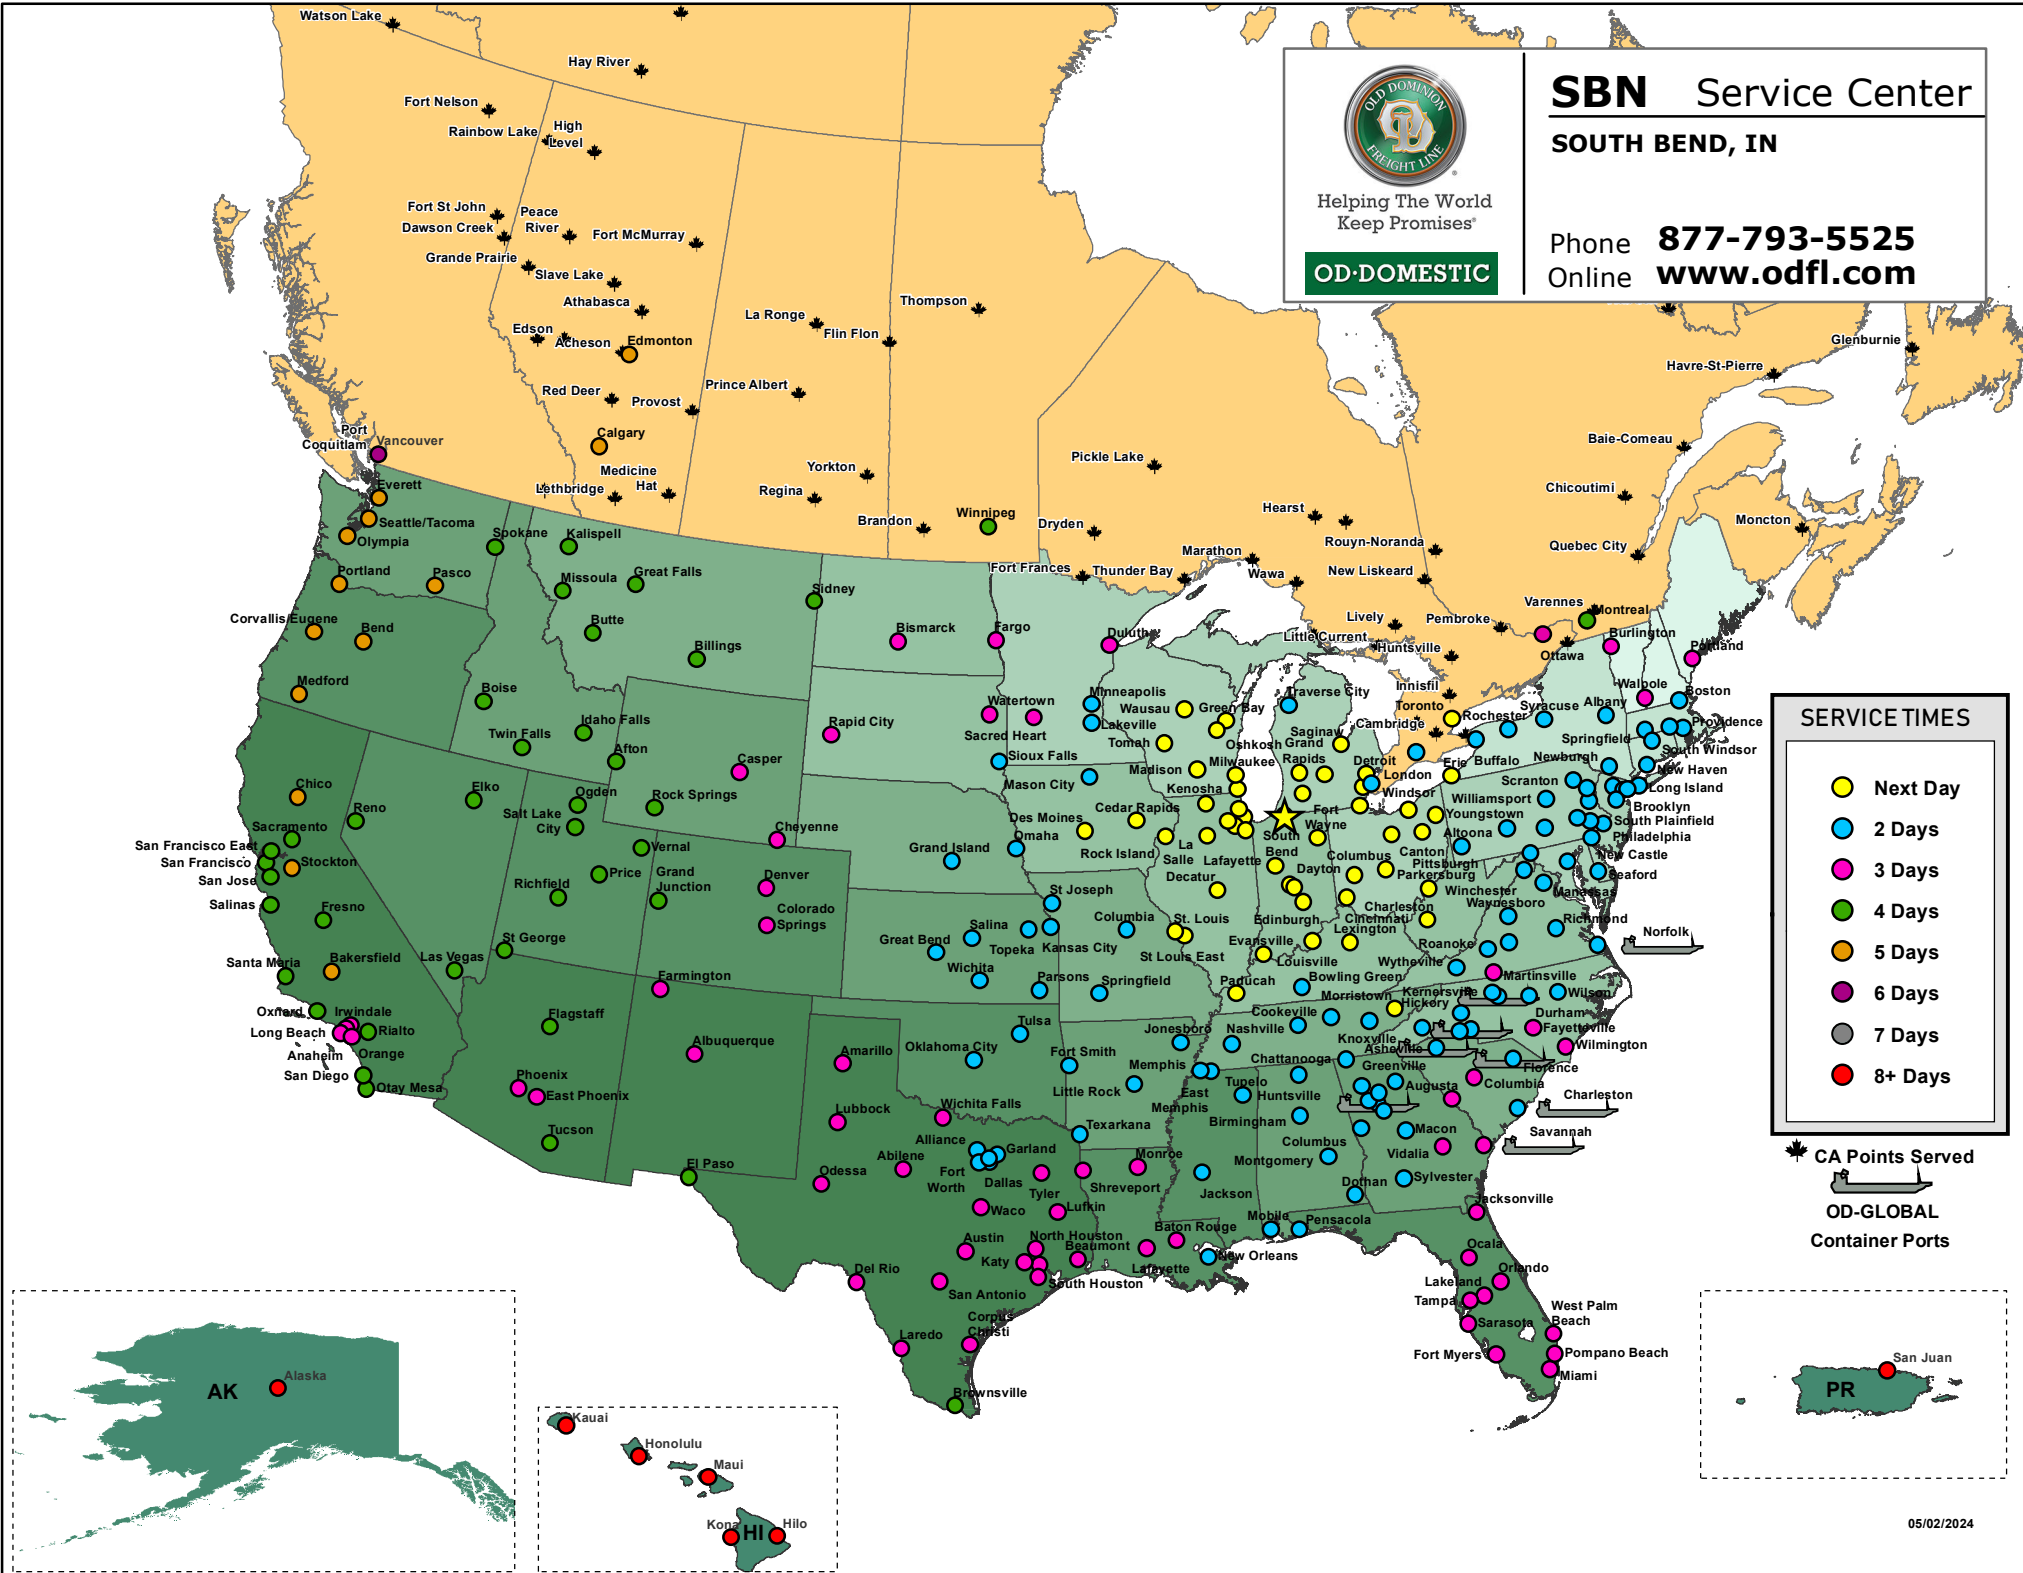 Watson Lake
Hay River
Fort Nelson
Rainbow Lake
High
Level
Fort St John
Dawson Creek
Peace
River
Fort McMurray
Grande Prairie
Slave Lake
Athabasca
Edson
Acheson
Edmonton
La Ronge
Flin Flon
Thompson
Red Deer
Provost
Prince Albert
Calgary
Port
Coquitlam
Vancouver
Medicine
Hat
Lethbridge
Yorkton
Regina
Brandon
Winnipeg
Pickle Lake
Dryden
Fort Frances
Thunder Bay
Marathon
Wawa
Hearst
Rouyn-Noranda
New Liskeard
Lively
Little Current
Pembroke
Huntsville
Innisfil
Toronto
Cambridge
Varennes
Montreal
Ottawa
Glenburnie
Havre-St-Pierre
Baie-Comeau
Chicoutimi
Quebec City
Moncton
OLD DOMINION
FREIGHT LINE
Helping The World
Keep Promises®
OD·DOMESTIC
SBN Service Center
SOUTH BEND, IN
Phone 877-793-5525
Online www.odfl.com
Everett
Seattle/Tacoma
Olympia
Spokane
Kalispell
Portland
Pasco
Missoula
Great Falls
Sidney
Corvallis/Eugene
Bend
Butte
Billings
Bismarck
Fargo
Duluth
Medford
Boise
Idaho Falls
Twin Falls
Afton
Rapid City
Watertown
Sacred Heart
Minneapolis
Lakeville
Wausau
Green Bay
Traverse City
Tomah
Oshkosh
Saginaw
Grand
Rapids
Sioux Falls
Madison
Milwaukee
Mason City
Kenosha
Detroit
London
Windsor
Casper
Chico
Elko
Ogden
Rock Springs
Reno
Salt Lake
City
Cheyenne
Sacramento
San Francisco East
San Francisco
Stockton
San Jose
Vernal
Price
Grand
Junction
Denver
Richfield
Salinas
Fresno
Colorado
Springs
St George
Las Vegas
Santa Maria
Bakersfield
Farmington
Oxnard
Irwindale
Long Beach
Rialto
Anaheim
Orange
San Diego
Otay Mesa
Flagstaff
Albuquerque
Phoenix
East Phoenix
Tucson
El Paso
Amarillo
Lubbock
Odessa
Wichita Falls
Abilene
Alliance
Garland
Fort
Worth
Dallas
Tyler
Waco
Lufkin
Austin
Katy
North Houston
Beaumont
South Houston
Del Rio
San Antonio
Corpus
Christi
Laredo
Brownsville
Grand Island
Omaha
Des Moines
Cedar Rapids
Rock Island
La
Salle
Lafayette
Decatur
South
Bend
Fort
Wayne
St Joseph
Salina
Topeka
Kansas City
Columbia
Great Bend
Wichita
Parsons
Springfield
St. Louis
St Louis East
Evansville
Edinburgh
Louisville
Paducah
Bowling Green
Tulsa
Oklahoma City
Fort Smith
Little Rock
Jonesboro
Memphis
East
Memphis
Tupelo
Nashville
Cookeville
Morristown
Hickory
Knoxville
Asheville
Chattanooga
Huntsville
Birmingham
Texarkana
Monroe
Shreveport
Jackson
Baton Rouge
Lafayette
New Orleans
Mobile
Pensacola
Columbus
Montgomery
Dothan
Macon
Vidalia
Sylvester
Greenville
Augusta
Columbia
Florence
Charleston
Savannah
Jacksonville
Ocala
Orlando
Lakeland
Tampa
Sarasota
Fort Myers
West Palm
Beach
Pompano Beach
Miami
Dayton
Columbus
Cincinnati
Lexington
Canton
Pittsburgh
Parkersburg
Charleston
Youngstown
Altoona
Erie
Buffalo
Rochester
Syracuse
Albany
Burlington
Portland
Walpole
Boston
Providence
Springfield
South Windsor
Newburgh
New Haven
Long Island
Scranton
Williamsport
Brooklyn
South Plainfield
Philadelphia
New Castle
Seaford
Winchester
Manassas
Waynesboro
Richmond
Norfolk
Roanoke
Wytheville
Martinsville
Kernersville
Wilson
Durham
Fayetteville
Wilmington
SERVICE TIMES
Next Day
2 Days
3 Days
4 Days
5 Days
6 Days
7 Days
8+ Days
CA Points Served
OD-GLOBAL
Container Ports
AK
Alaska
Kauai
Honolulu
Maui
Kona
HI
Hilo
San Juan
PR
05/02/2024